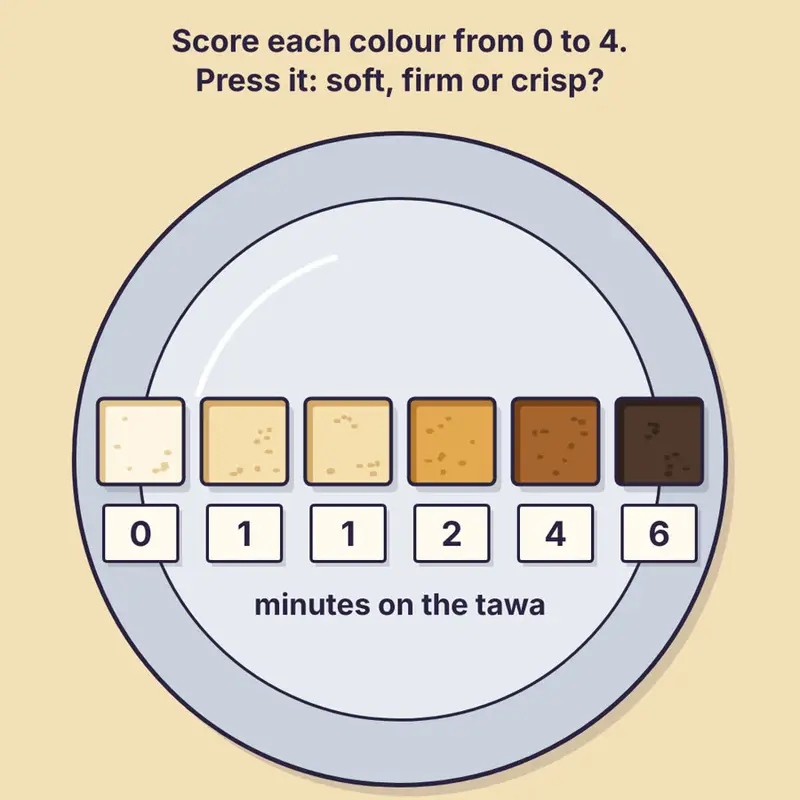 Score each colour from 0 to 4.
Press it: soft, firm or crisp?
0 1 1 2 4 6
minutes on the tawa